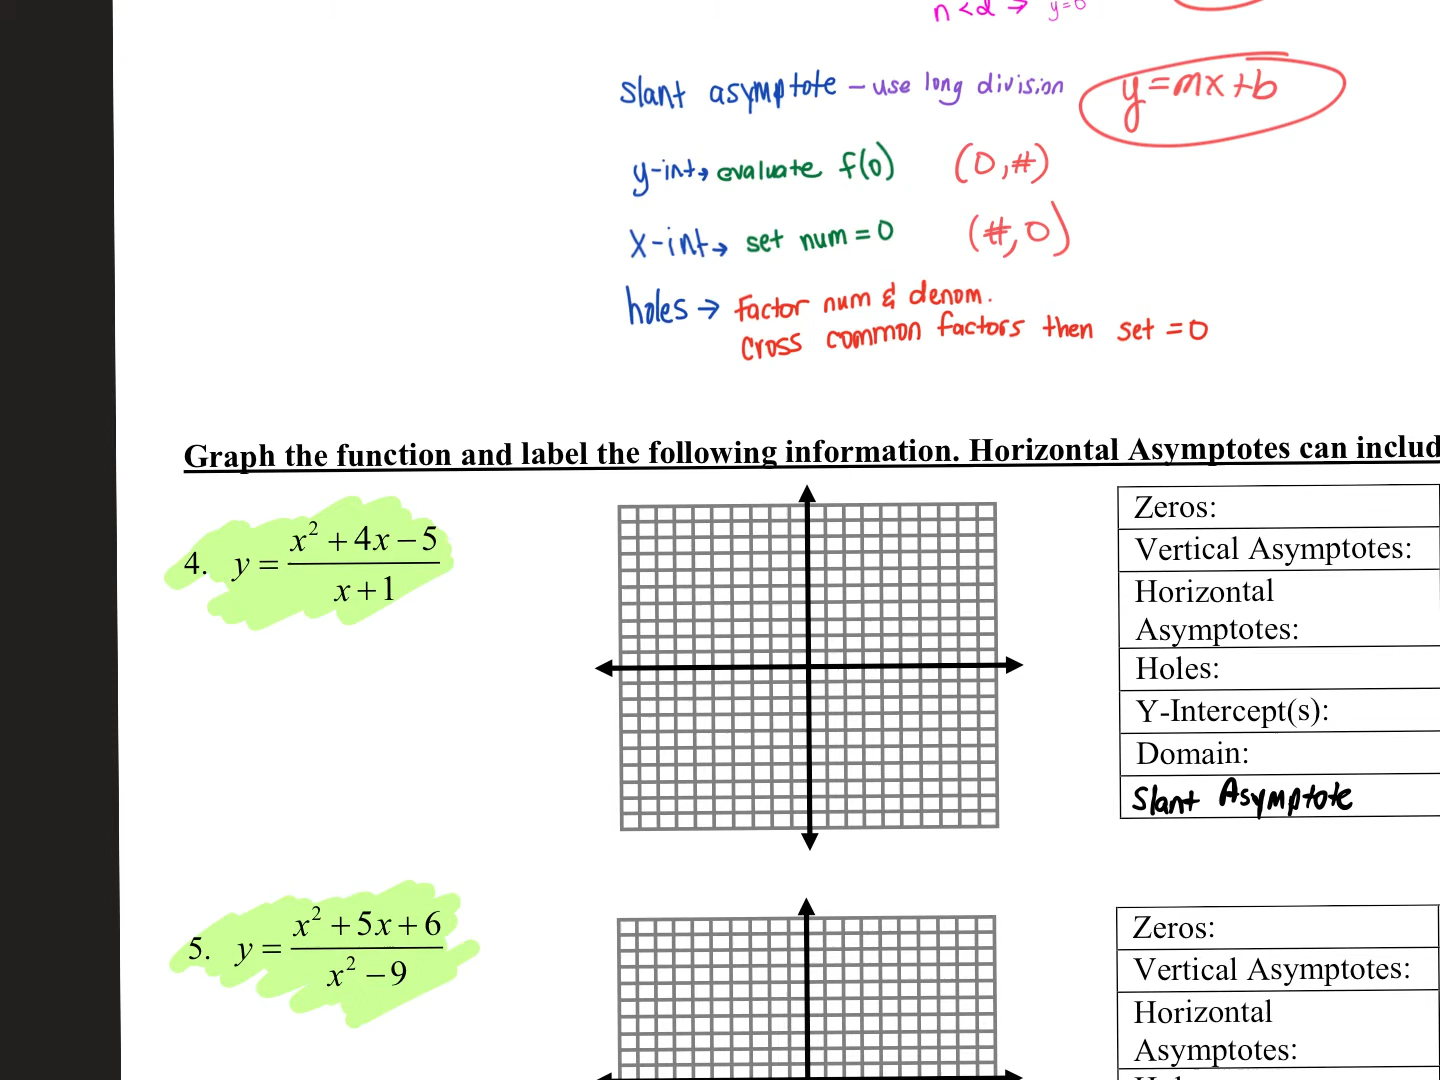 n < d → y=0
slant asymptote – use long division y = mx + b
y-int→ evaluate f(0) (0,#)
x-int→ set num = 0 (#,0)
holes → factor num & denom.
cross common factors then set = 0
Graph the function and label the following information. Horizontal Asymptotes can includ
4. y = (x² + 4x − 5)/(x + 1)
Zeros:
Vertical Asymptotes:
Horizontal
Asymptotes:
Holes:
Y-Intercept(s):
Domain:
Slant Asymptote
5. y = (x² + 5x + 6)/(x² − 9)
Zeros:
Vertical Asymptotes:
Horizontal
Asymptotes: